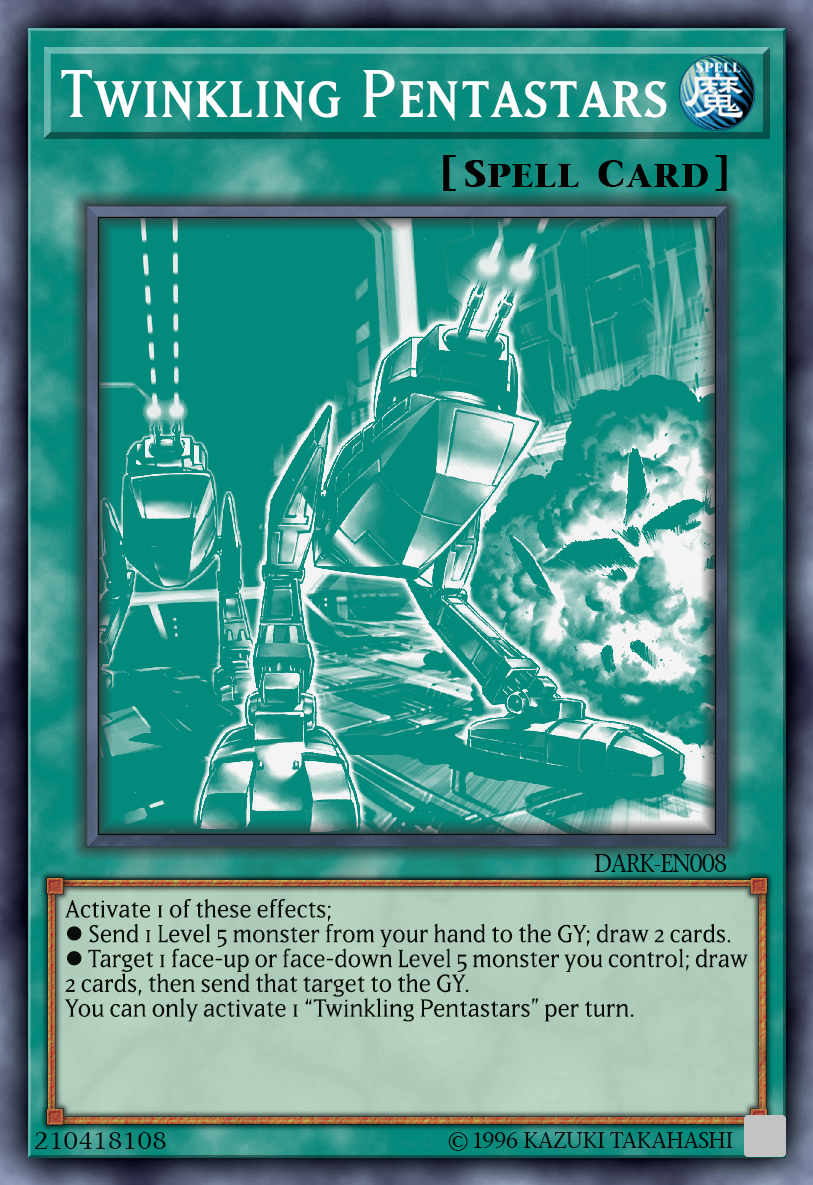 Twinkling Pentastars
SPELL
魔
[Spell Card]
DARK-EN008
Activate 1 of these effects;
● Send 1 Level 5 monster from your hand to the GY; draw 2 cards.
● Target 1 face-up or face-down Level 5 monster you control; draw
2 cards, then send that target to the GY.
You can only activate 1 “Twinkling Pentastars” per turn.
210418108
© 1996 KAZUKI TAKAHASHI